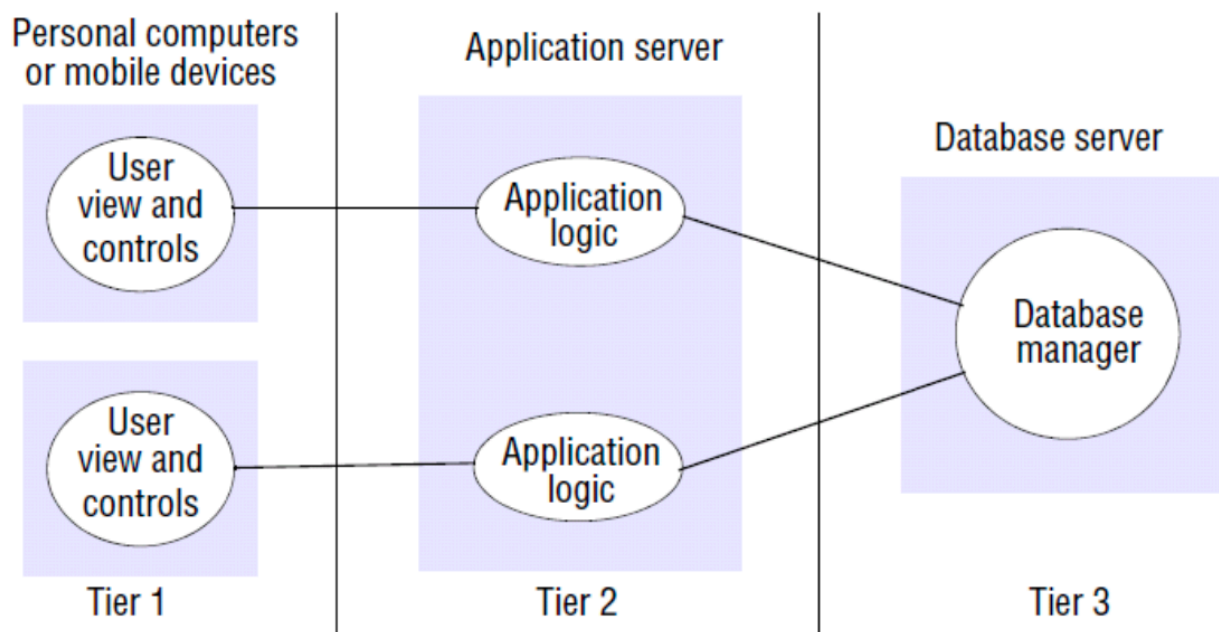 Personal computers
or mobile devices
Application server
Database server
User
view and
controls
Application
logic
Database
manager
User
view and
controls
Application
logic
Tier 1
Tier 2
Tier 3